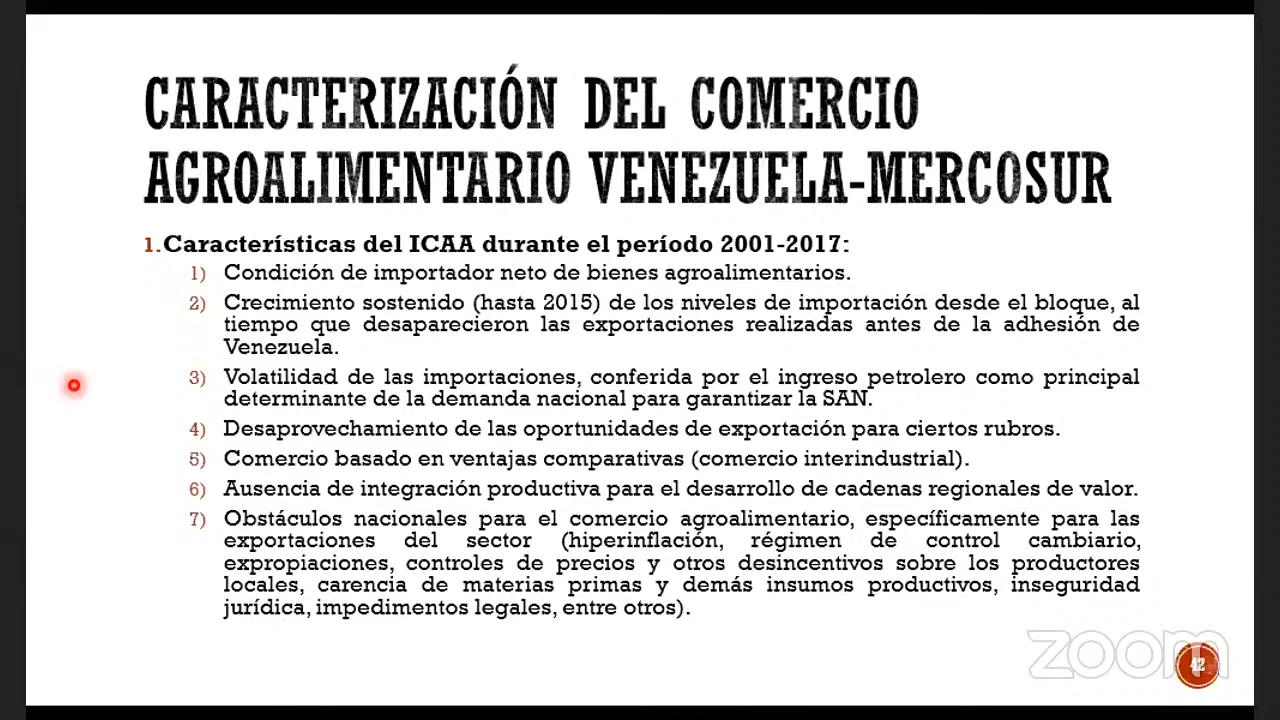 CARACTERIZACIÓN DEL COMERCIO
AGROALIMENTARIO VENEZUELA-MERCOSUR
1. Características del ICAA durante el período 2001-2017:
1) Condición de importador neto de bienes agroalimentarios.
2) Crecimiento sostenido (hasta 2015) de los niveles de importación desde el bloque, al
tiempo que desaparecieron las exportaciones realizadas antes de la adhesión de
Venezuela.
3) Volatilidad de las importaciones, conferida por el ingreso petrolero como principal
determinante de la demanda nacional para garantizar la SAN.
4) Desaprovechamiento de las oportunidades de exportación para ciertos rubros.
5) Comercio basado en ventajas comparativas (comercio interindustrial).
6) Ausencia de integración productiva para el desarrollo de cadenas regionales de valor.
7) Obstáculos nacionales para el comercio agroalimentario, específicamente para las
exportaciones del sector (hiperinflación, régimen de control cambiario,
expropiaciones, controles de precios y otros desincentivos sobre los productores
locales, carencia de materias primas y demás insumos productivos, inseguridad
jurídica, impedimentos legales, entre otros).
zoom
42